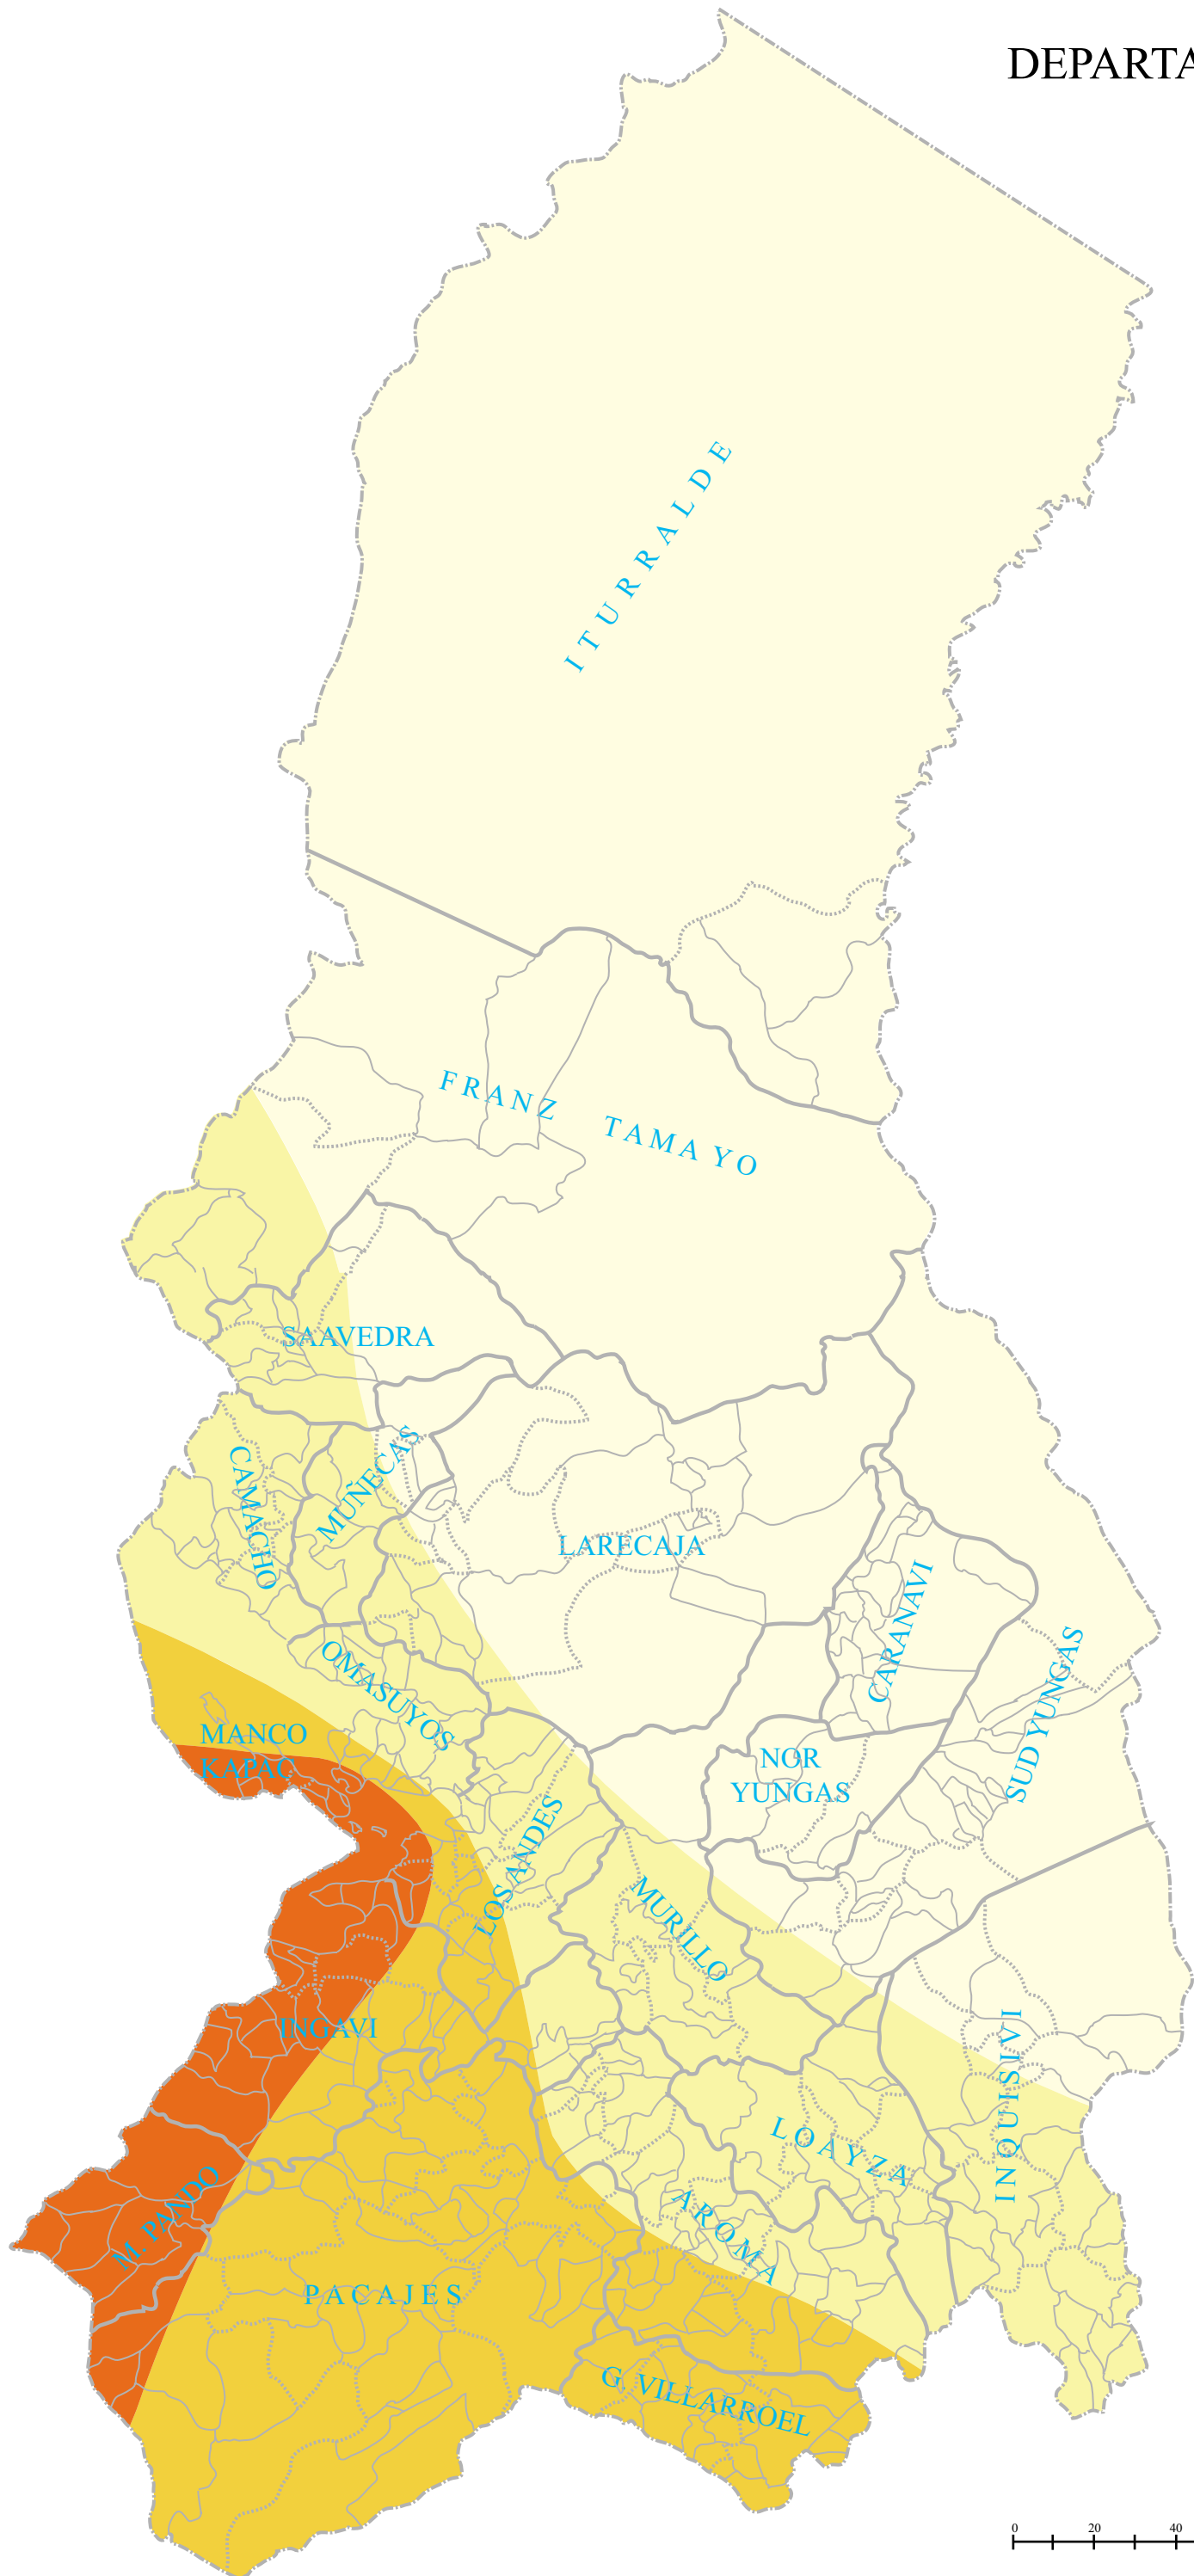 DEPARTA
ITURRALDE
FRANZ TAMAYO
SAAVEDRA
CAMACHO
MUÑECAS
LARECAJA
CARANAVI
OMASUYOS
SUD YUNGAS
MANCO
KAPAC
NOR
YUNGAS
LOS ANDES
MURILLO
INGAVI
INQUISIVI
LOAYZA
M. PANDO
AROMA
PACAJES
G. VILLARROEL
0 20 40